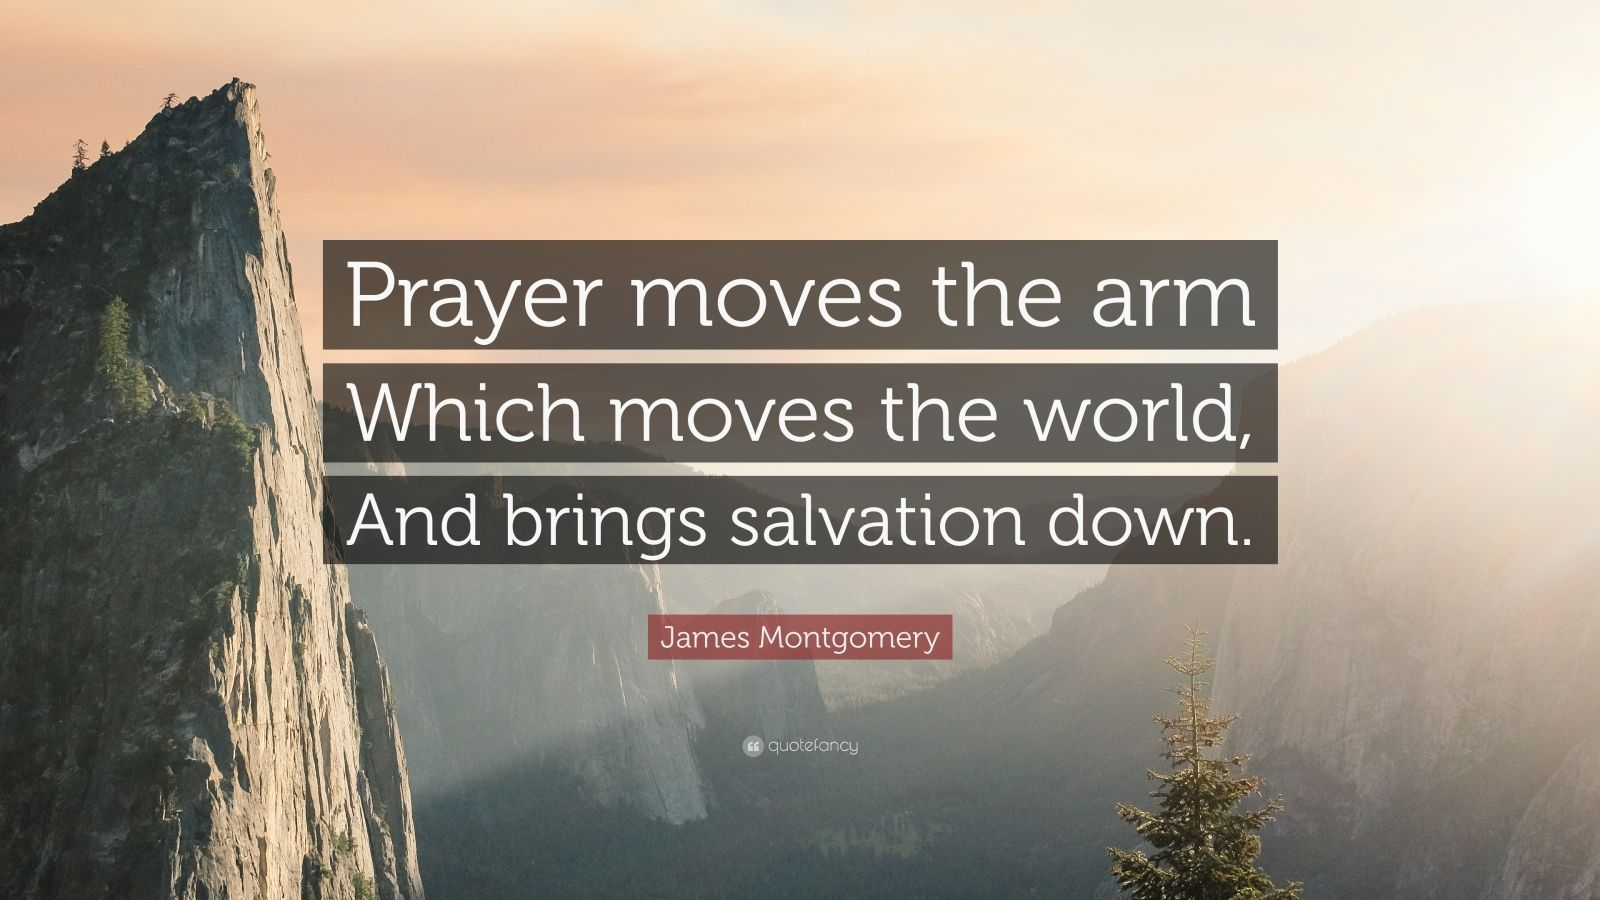 Prayer moves the arm
Which moves the world,
And brings salvation down.
James Montgomery
quotefancy